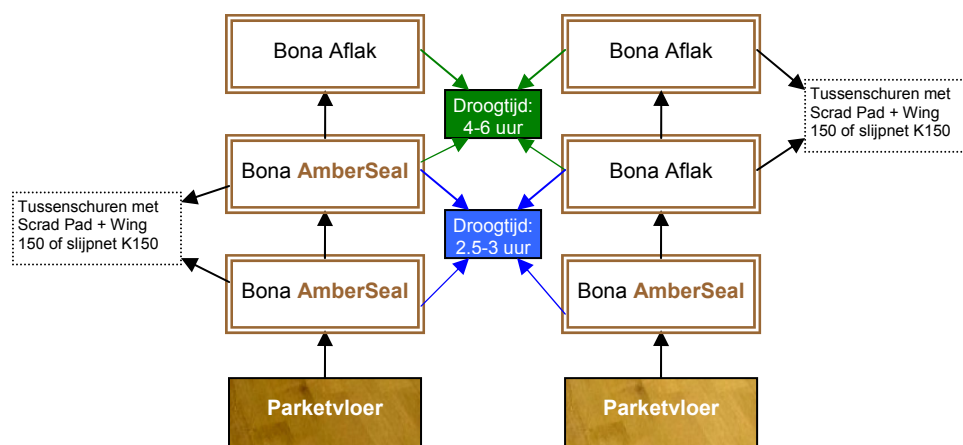 Bona Aflak
Bona Aflak
Droogtijd:
4-6 uur
Tussenschuren met
Scrad Pad + Wing
150 of slijpnet K150
Bona AmberSeal
Bona Aflak
Tussenschuren met
Scrad Pad + Wing
150 of slijpnet K150
Droogtijd:
2.5-3 uur
Bona AmberSeal
Bona AmberSeal
Parketvloer
Parketvloer